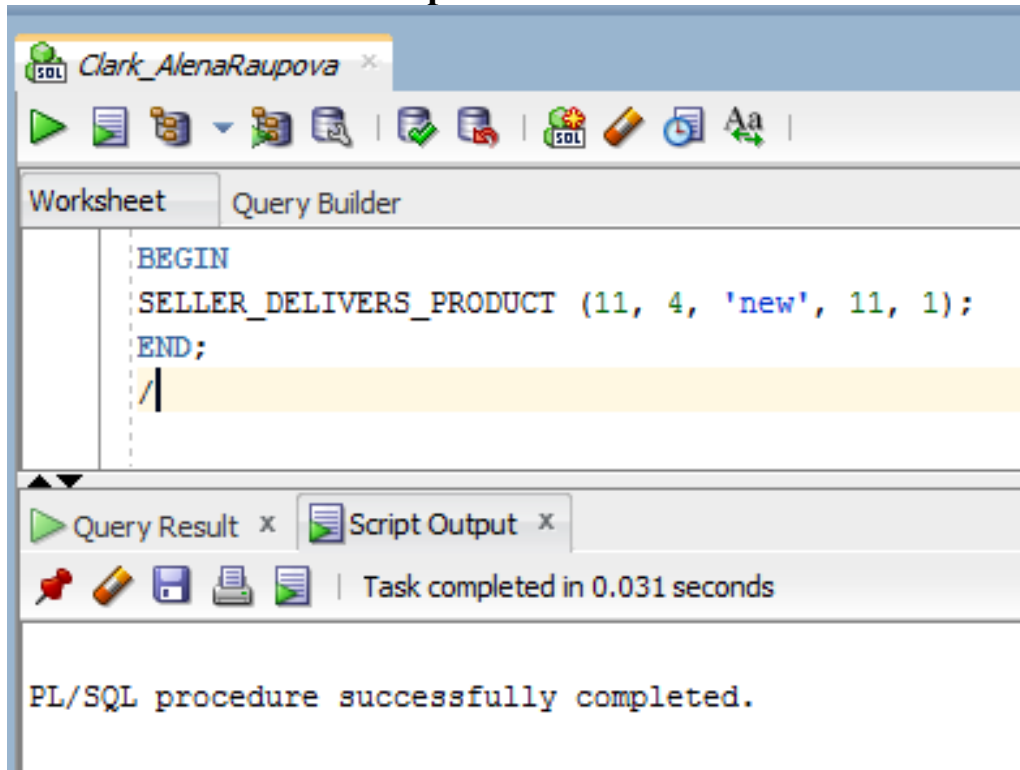 Clark_AlenaRaupova
Worksheet Query Builder
BEGIN
SELLER_DELIVERS_PRODUCT (11, 4, 'new', 11, 1);
END;
/
Query Result x Script Output x
Task completed in 0.031 seconds
PL/SQL procedure successfully completed.